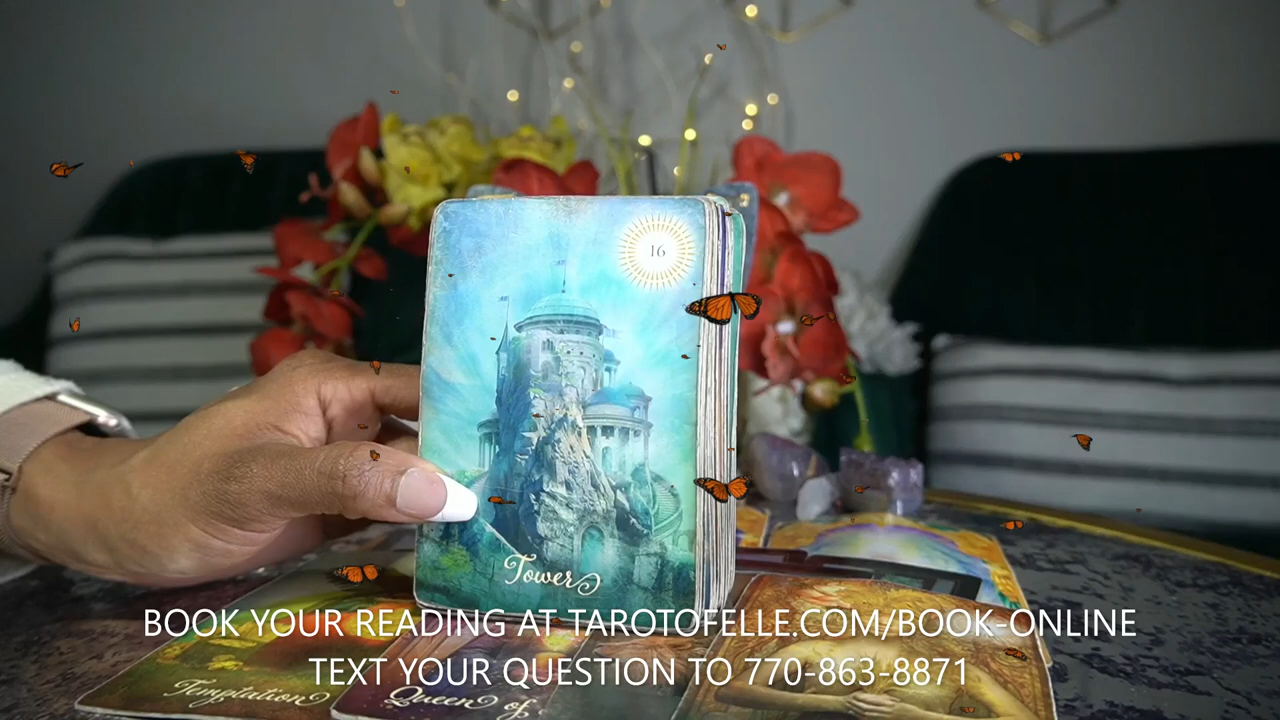 16
Tower
BOOK YOUR READING AT TAROTOFELLE.COM/BOOK-ONLINE
TEXT YOUR QUESTION TO 770-863-8871
Temptation
Queen of